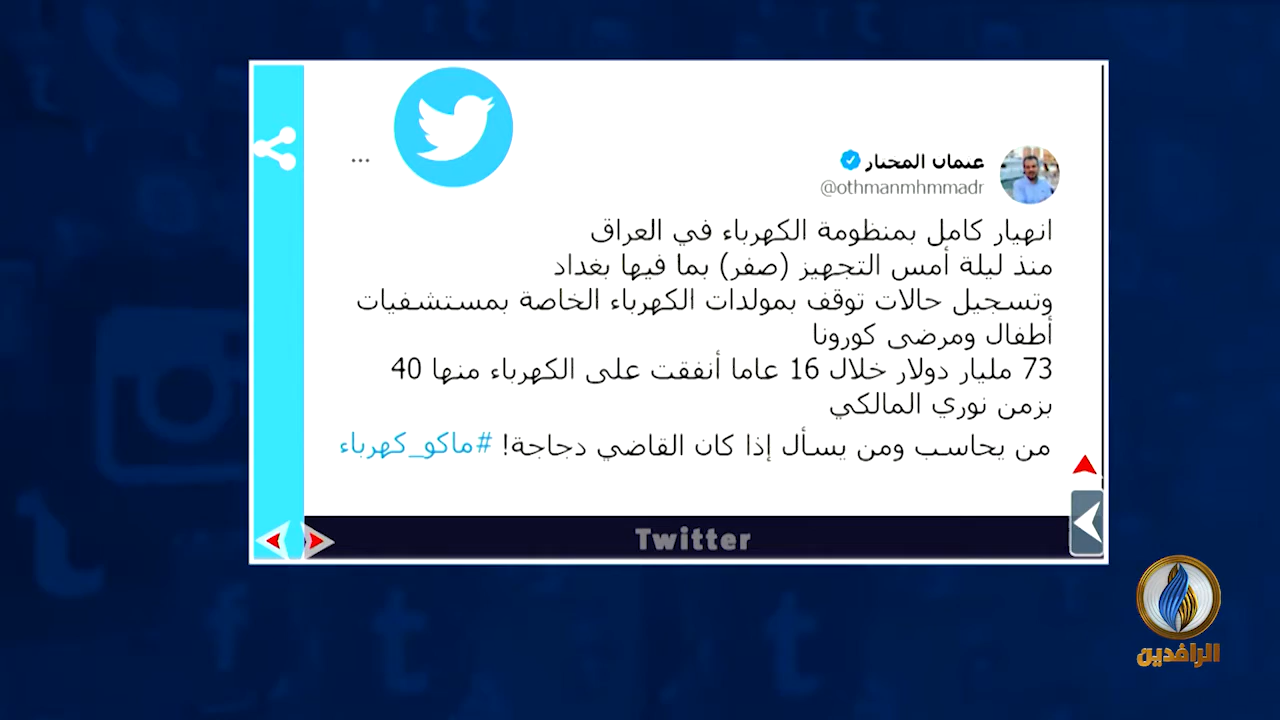 عثمان المختار
@othmanmhmmadr
...
انهيار كامل بمنظومة الكهرباء في العراق
منذ ليلة أمس التجهيز (صفر) بما فيها بغداد
وتسجيل حالات توقف بمولدات الكهرباء الخاصة بمستشفيات
أطفال ومرضى كورونا
73 مليار دولار خلال 16 عاما أنفقت على الكهرباء منها 40
بزمن نوري المالكي
من يحاسب ومن يسأل إذا كان القاضي دجاجة! #ماكو_كهرباء
Twitter
الرافدين